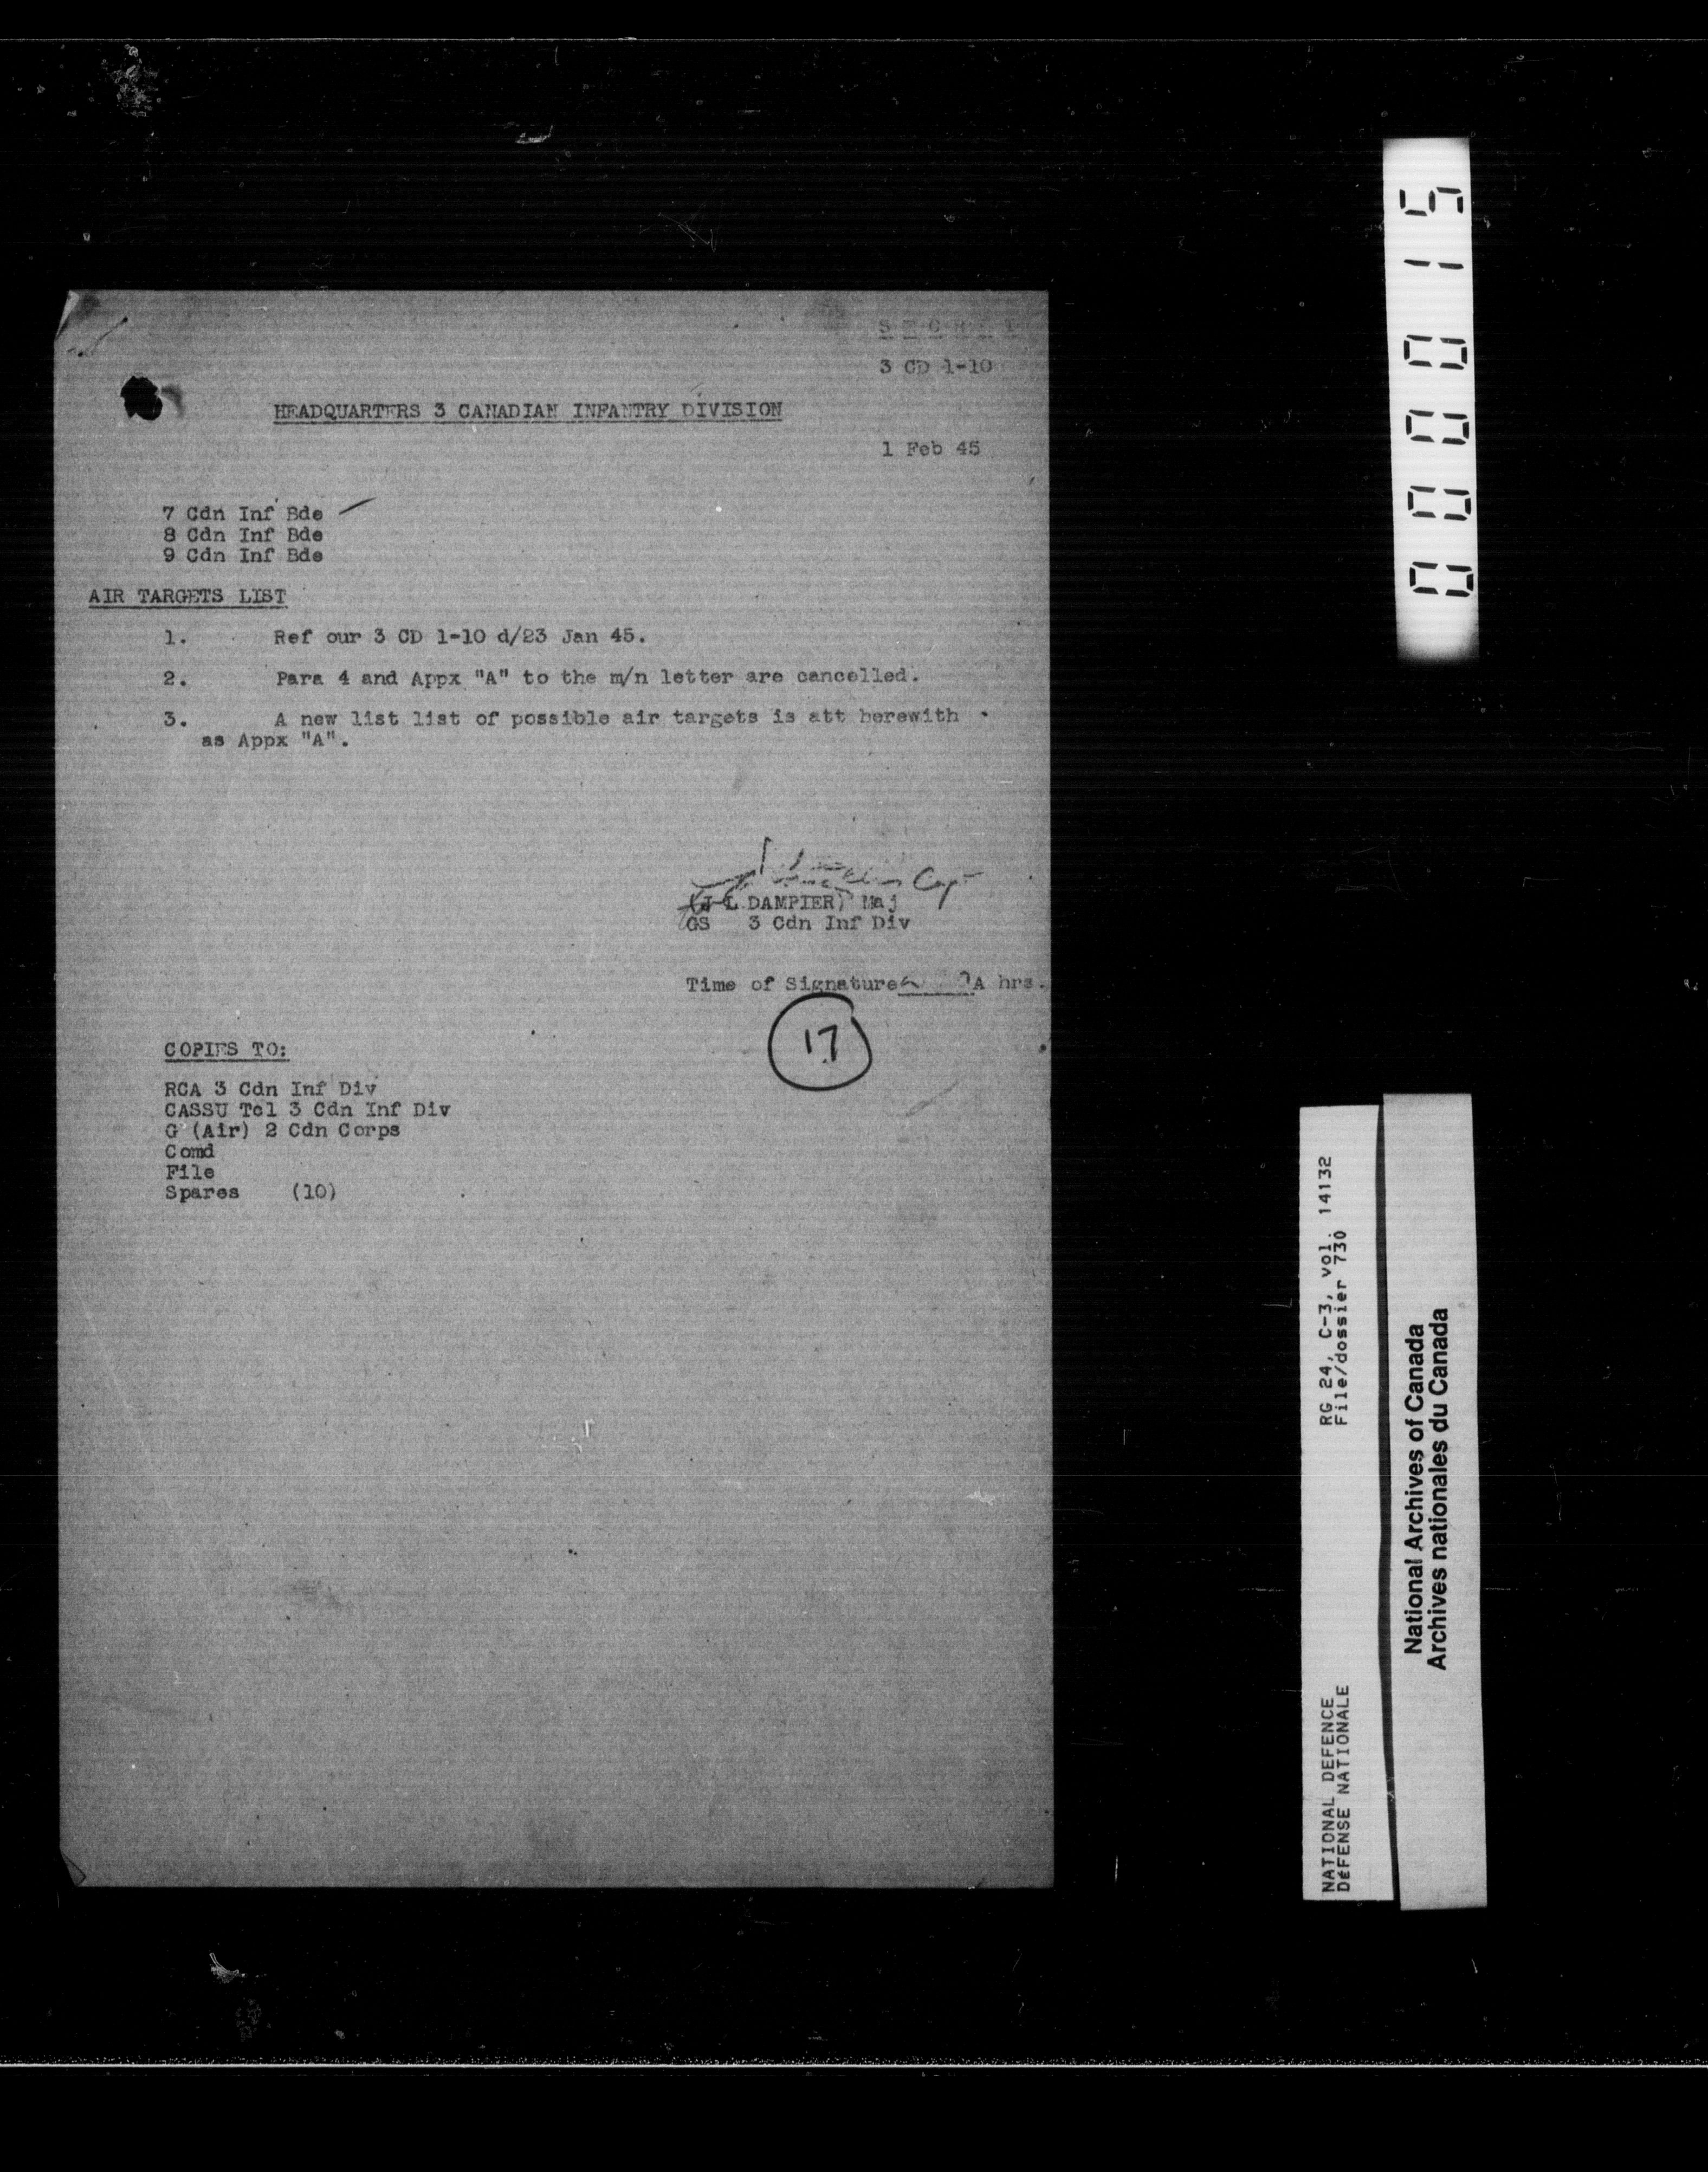 S E C R E T
3 CD 1-10
HEADQUARTERS 3 CANADIAN INFANTRY DIVISION
1 Feb 45
7 Cdn Inf Bde
8 Cdn Inf Bde
9 Cdn Inf Bde
AIR TARGETS LIST
1. Ref our 3 CD 1-10 d/23 Jan 45.
2. Para 4 and Appx "A" to the m/n letter are cancelled.
3. A new list list of possible air targets is att herewith
as Appx "A".
Capt
DAMPIER) Maj
GS 3 Cdn Inf Div
Time of Signature A hrs.
17
COPIES TO:
RCA 3 Cdn Inf Div
CASSU Tcl 3 Cdn Inf Div
G (Air) 2 Cdn Corps
Comd
File
Spares (10)
000015
RG 24, C-3, vol. 14132
File/dossier 730
NATIONAL DEFENCE
DéFENSE NATIONALE
National Archives of Canada
Archives nationales du Canada